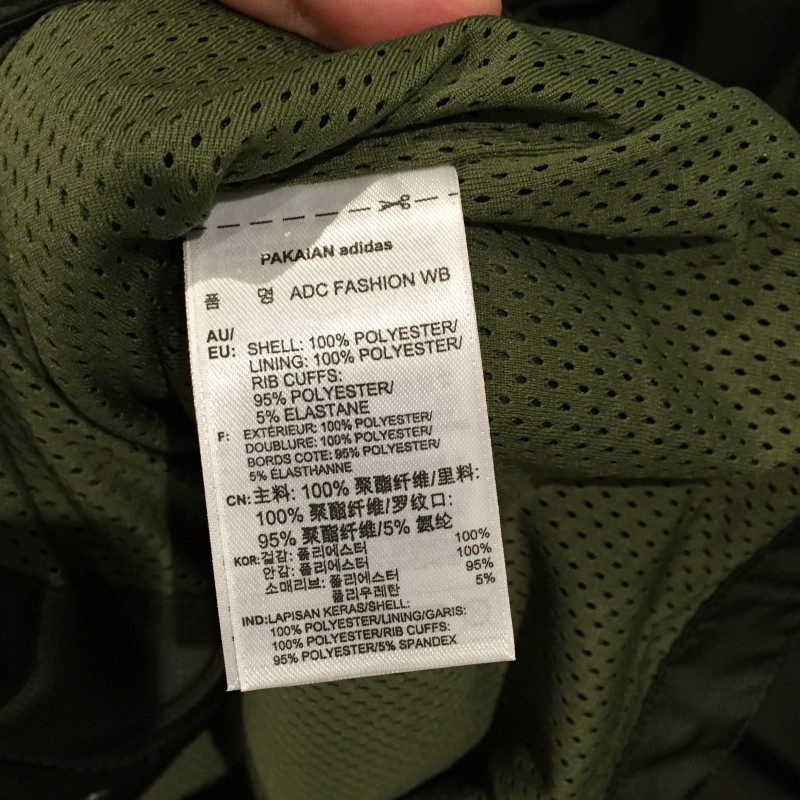 PAKAIAN adidas
품 명 ADC FASHION WB
AU/
EU: SHELL: 100% POLYESTER/
LINING: 100% POLYESTER/
RIB CUFFS:
95% POLYESTER/
5% ELASTANE
F: EXTÉRIEUR: 100% POLYESTER/
DOUBLURE: 100% POLYESTER/
BORDS COTE: 95% POLYESTER/
5% ÉLASTHANNE
CN: 主料: 100% 聚酯纤维/里料:
100% 聚酯纤维/罗纹口:
95% 聚酯纤维/5% 氨纶
KOR: 겉감: 폴리에스터 100%
안감: 폴리에스터 100%
소매리브: 폴리에스터 95%
폴리우레탄 5%
IND: LAPISAN KERAS/SHELL:
100% POLYESTER/LINING/GARIS:
100% POLYESTER/RIB CUFFS:
95% POLYESTER/5% SPANDEX